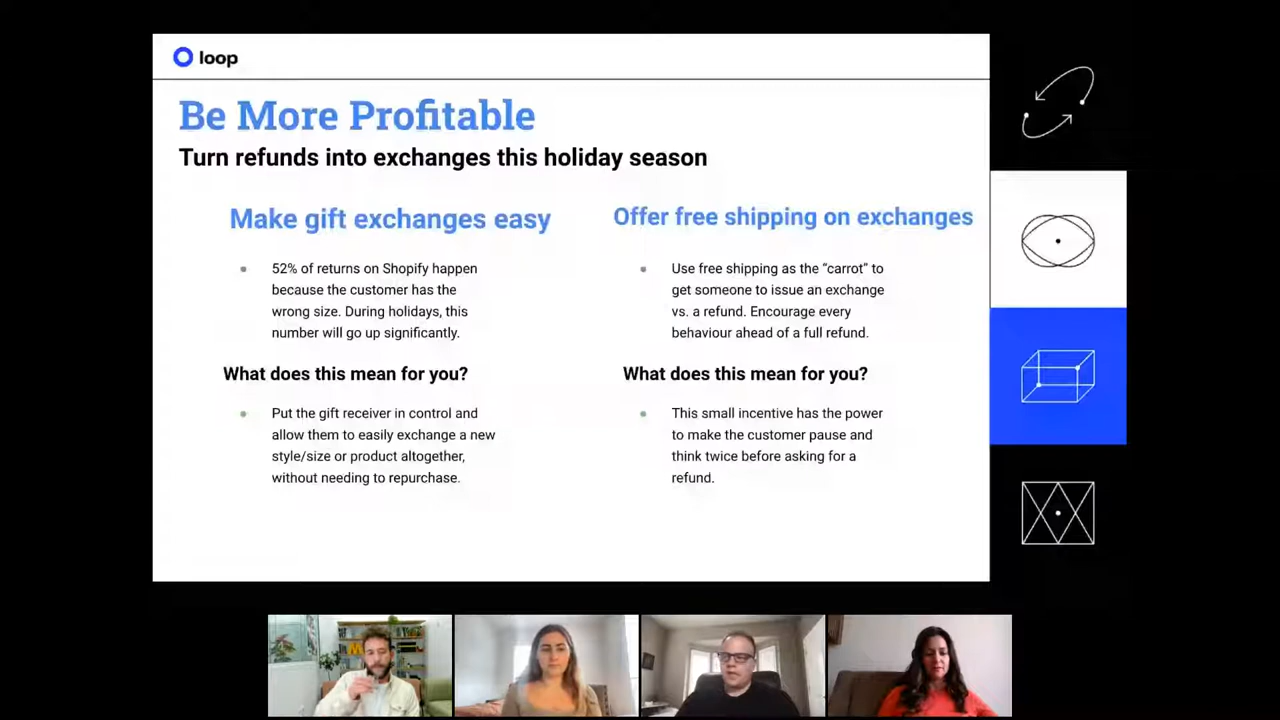 loop
Be More Profitable
Turn refunds into exchanges this holiday season
Make gift exchanges easy
52% of returns on Shopify happen
because the customer has the
wrong size. During holidays, this
number will go up significantly.
What does this mean for you?
Put the gift receiver in control and
allow them to easily exchange a new
style/size or product altogether,
without needing to repurchase.
Offer free shipping on exchanges
Use free shipping as the “carrot” to
get someone to issue an exchange
vs. a refund. Encourage every
behaviour ahead of a full refund.
What does this mean for you?
This small incentive has the power
to make the customer pause and
think twice before asking for a
refund.